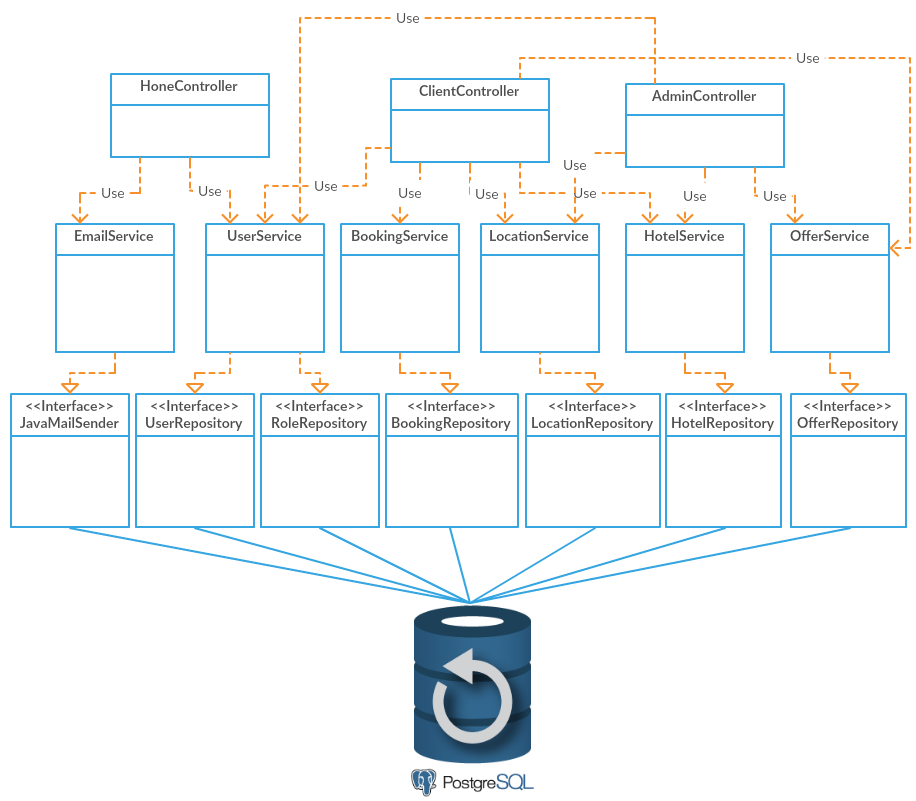 Use
Use
HoneController
ClientController
AdminController
Use
Use
Use
Use
Use
Use
Use
Use
Use
EmailService
UserService
BookingService
LocationService
HotelService
OfferService
<<Interface>>
JavaMailSender
<<Interface>>
UserRepository
<<Interface>>
RoleRepository
<<Interface>>
BookingRepository
<<Interface>>
LocationRepository
<<Interface>>
HotelRepository
<<Interface>>
OfferRepository
PostgreSQL